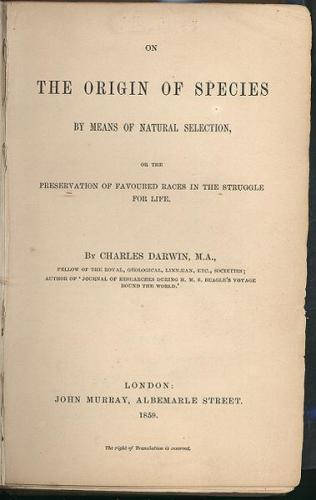 ON
THE ORIGIN OF SPECIES
BY MEANS OF NATURAL SELECTION,
OR THE
PRESERVATION OF FAVOURED RACES IN THE STRUGGLE
FOR LIFE.
BY CHARLES DARWIN, M.A.,
FELLOW OF THE ROYAL, GEOLOGICAL, LINNÆAN, ETC., SOCIETIES;
AUTHOR OF 'JOURNAL OF RESEARCHES DURING H. M. S. BEAGLE'S VOYAGE
ROUND THE WORLD.'
LONDON:
JOHN MURRAY, ALBEMARLE STREET.
1859.
The right of Translation is reserved.